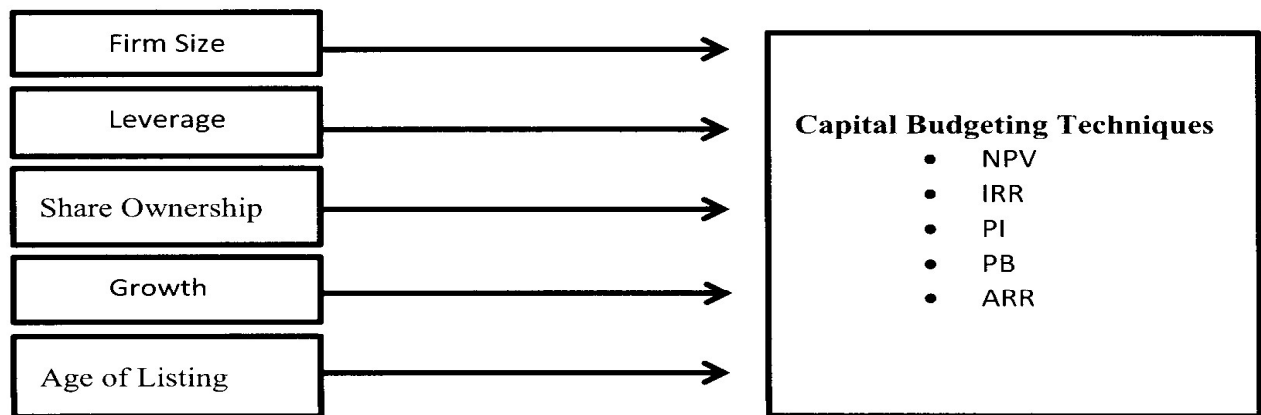 Firm Size
Leverage
Share Ownership
Growth
Age of Listing
Capital Budgeting Techniques
• NPV
• IRR
• PI
• PB
• ARR